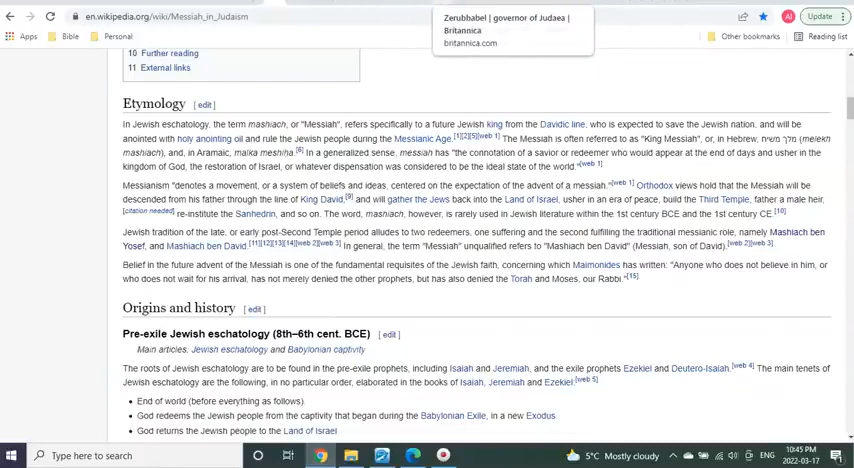 en.wikipedia.org/wiki/Messiah_in_Judaism
Zerubbabel | governor of Judaea |
Britannica
britannica.com
AI
Update
Apps
Bible
Parables
Other bookmarks
Reading list
10 Further reading
11 External links
Etymology [ edit ]
In Jewish eschatology, the term mashiach, or "Messiah", refers specifically to a future Jewish king from the Davidic line, who is expected to save the Jewish nation, and will be
anointed with holy anointing oil and rule the Jewish people during the Messianic Age.[1][2][5][web 1] The Messiah is often referred to as "King Messiah", or, in Hebrew, מלך משיח (melekh
mashiach), and, in Aramaic, malka meshiḥa.[6] In a generalized sense, messiah has "the connotation of a savior or redeemer who would appear at the end of days and usher in the
kingdom of God, the restoration of Israel, or whatever dispensation was considered to be the ideal state of the world."[web 1]
Messianism "denotes a movement, or a system of beliefs and ideas, centered on the expectation of the advent of a messiah."[web 1] Orthodox views hold that the Messiah will be
descended from his father through the line of King David,[9] and will gather the Jews back into the Land of Israel, usher in an era of peace, build the Third Temple, father a male heir,
[citation needed] re-institute the Sanhedrin, and so on. The word, mashiach, however, is rarely used in Jewish literature within the 1st century BCE and the 1st century CE.[10]
Jewish tradition of the late, or early post-Second Temple period alludes to two redeemers, one suffering and the second fulfilling the traditional messianic role, namely Mashiach ben
Yosef, and Mashiach ben David.[11][12][13][14][web 2][web 3] In general, the term "Messiah" unqualified refers to "Mashiach ben David" (Messiah, son of David).[web 2][web 3]
Belief in the future advent of the Messiah is one of the fundamental requisites of the Jewish faith, concerning which Maimonides has written: "Anyone who does not believe in him, or
who does not wait for his arrival, has not merely denied the other prophets, but has also denied the Torah and Moses, our Rabbi."[15]
Origins and history [ edit ]
Pre-exile Jewish eschatology (8th–6th cent. BCE) [ edit ]
Main articles: Jewish eschatology and Babylonian captivity
The roots of Jewish eschatology are to be found in the pre-exile prophets, including Isaiah and Jeremiah, and the exile prophets Ezekiel and Deutero-Isaiah.[web 4] The main tenets of
Jewish eschatology are the following, in no particular order, elaborated in the books of Isaiah, Jeremiah and Ezekiel:[web 5]
• End of world (before everything as follows).
• God redeems the Jewish people from the captivity that began during the Babylonian Exile, in a new Exodus
• God returns the Jewish people to the Land of Israel
Type here to search
5°C Mostly cloudy
ENG
10:45 PM
2022-03-17